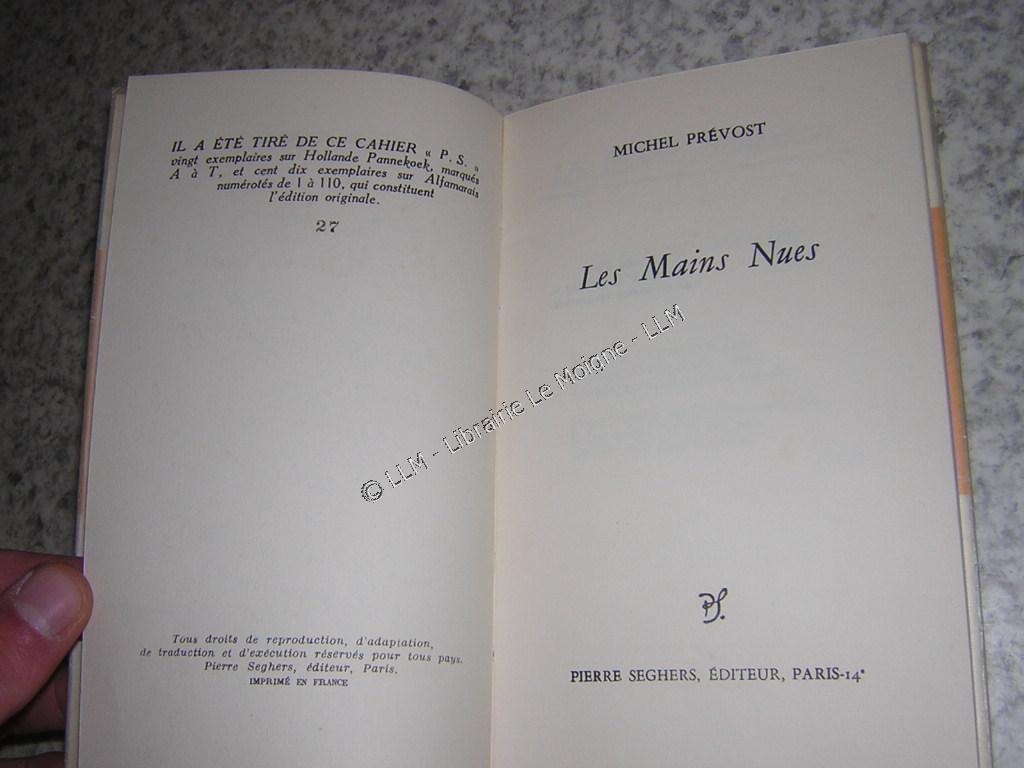 IL A ÉTÉ TIRÉ DE CE CAHIER « P. S. »
vingt exemplaires sur Hollande Pannekoek, marqués
A à T, et cent dix exemplaires sur Alfamarais
numérotés de 1 à 110, qui constituent
l'édition originale.
27
Tous droits de reproduction, d'adaptation,
de traduction et d'exécution réservés pour tous pays.
Pierre Seghers, éditeur, Paris.
IMPRIMÉ EN FRANCE
MICHEL PRÉVOST
Les Mains Nues
PS.
PIERRE SEGHERS, ÉDITEUR, PARIS-14ᵉ
© LLM - Librairie Le Moigne - LLM